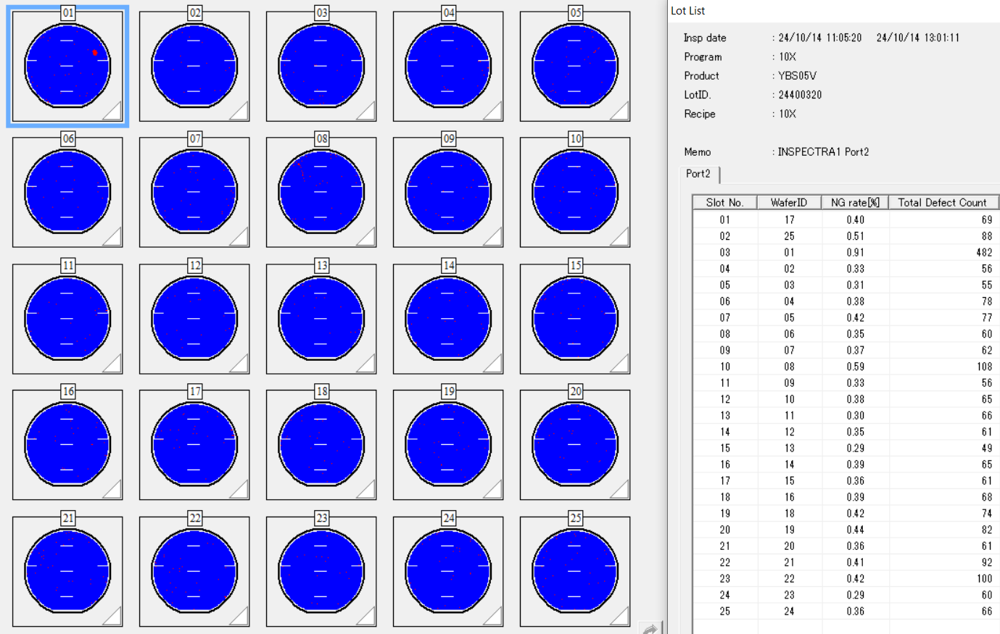 01 02 03 04 05
06 07 08 09 10
11 12 13 14 15
16 17 18 19 20
21 22 23 24 25
Lot List
Insp date : 24/10/14 11:05:20 24/10/14 13:01:11
Program : 10X
Product : YBS05V
LotID. : 24400320
Recipe : 10X
Memo : INSPECTRA1 Port2
Port2
Slot No. WaferID NG rate[%] Total Defect Count
01 17 0.40 69
02 25 0.51 88
03 01 0.91 482
04 02 0.33 56
05 03 0.31 55
06 04 0.38 78
07 05 0.42 77
08 06 0.35 60
09 07 0.37 62
10 08 0.59 108
11 09 0.33 56
12 10 0.38 65
13 11 0.30 66
14 12 0.35 61
15 13 0.29 49
16 14 0.39 65
17 15 0.36 61
18 16 0.39 68
19 18 0.42 74
20 19 0.44 82
21 20 0.36 61
22 21 0.41 92
23 22 0.42 100
24 23 0.29 60
25 24 0.36 66